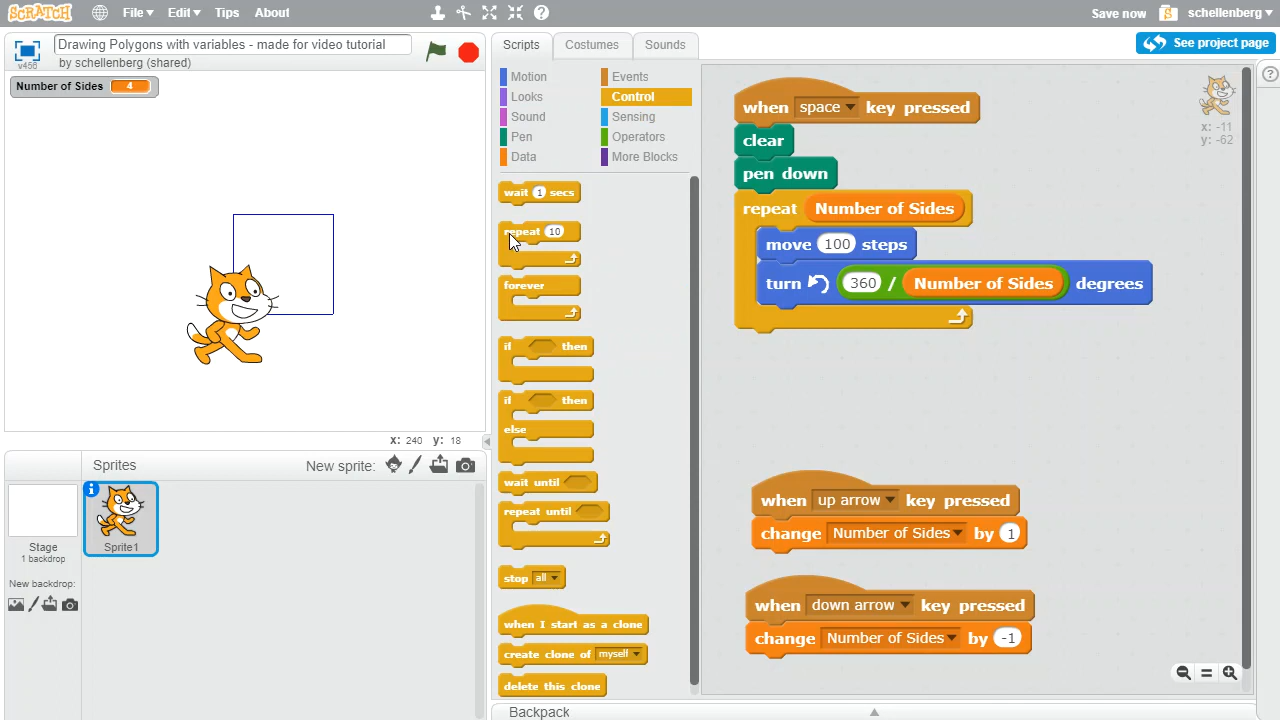 SCRATCH File▼ Edit▼ Tips About Save now schellenberg▼
v456 Drawing Polygons with variables - made for video tutorial
by schellenberg (shared)
See project page
Number of Sides 4
x: 240 y: 18
Sprites New sprite:
Stage
1 backdrop
New backdrop:
Sprite1
Scripts Costumes Sounds
Motion Events
Looks Control
Sound Sensing
Pen Operators
Data More Blocks
wait 1 secs
repeat 10
forever
if then
if then
else
wait until
repeat until
stop all▼
when I start as a clone
create clone of myself▼
delete this clone
Backpack
when space▼ key pressed
clear
pen down
repeat Number of Sides
move 100 steps
turn 360 / Number of Sides degrees
when up arrow▼ key pressed
change Number of Sides▼ by 1
when down arrow▼ key pressed
change Number of Sides▼ by -1
x: -11
y: -62